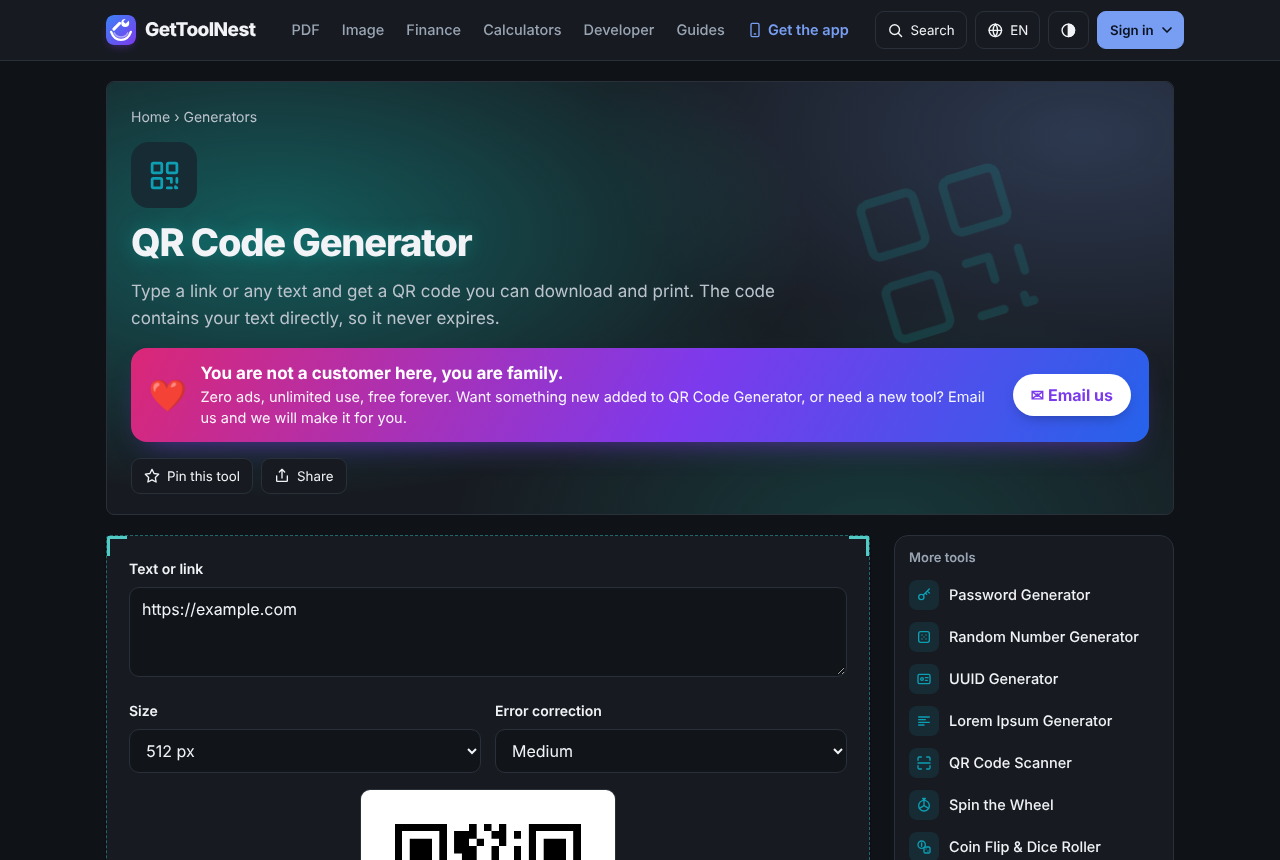 GetToolNest
PDF
Image
Finance
Calculators
Developer
Guides
Get the app
Search
EN
Sign in
Home › Generators
QR Code Generator
Type a link or any text and get a QR code you can download and print. The code
contains your text directly, so it never expires.
You are not a customer here, you are family.
Zero ads, unlimited use, free forever. Want something new added to QR Code Generator, or need a new tool? Email
us and we will make it for you.
✉ Email us
Pin this tool
Share
Text or link
https://example.com
Size
Error correction
512 px
Medium
More tools
Password Generator
Random Number Generator
UUID Generator
Lorem Ipsum Generator
QR Code Scanner
Spin the Wheel
Coin Flip & Dice Roller